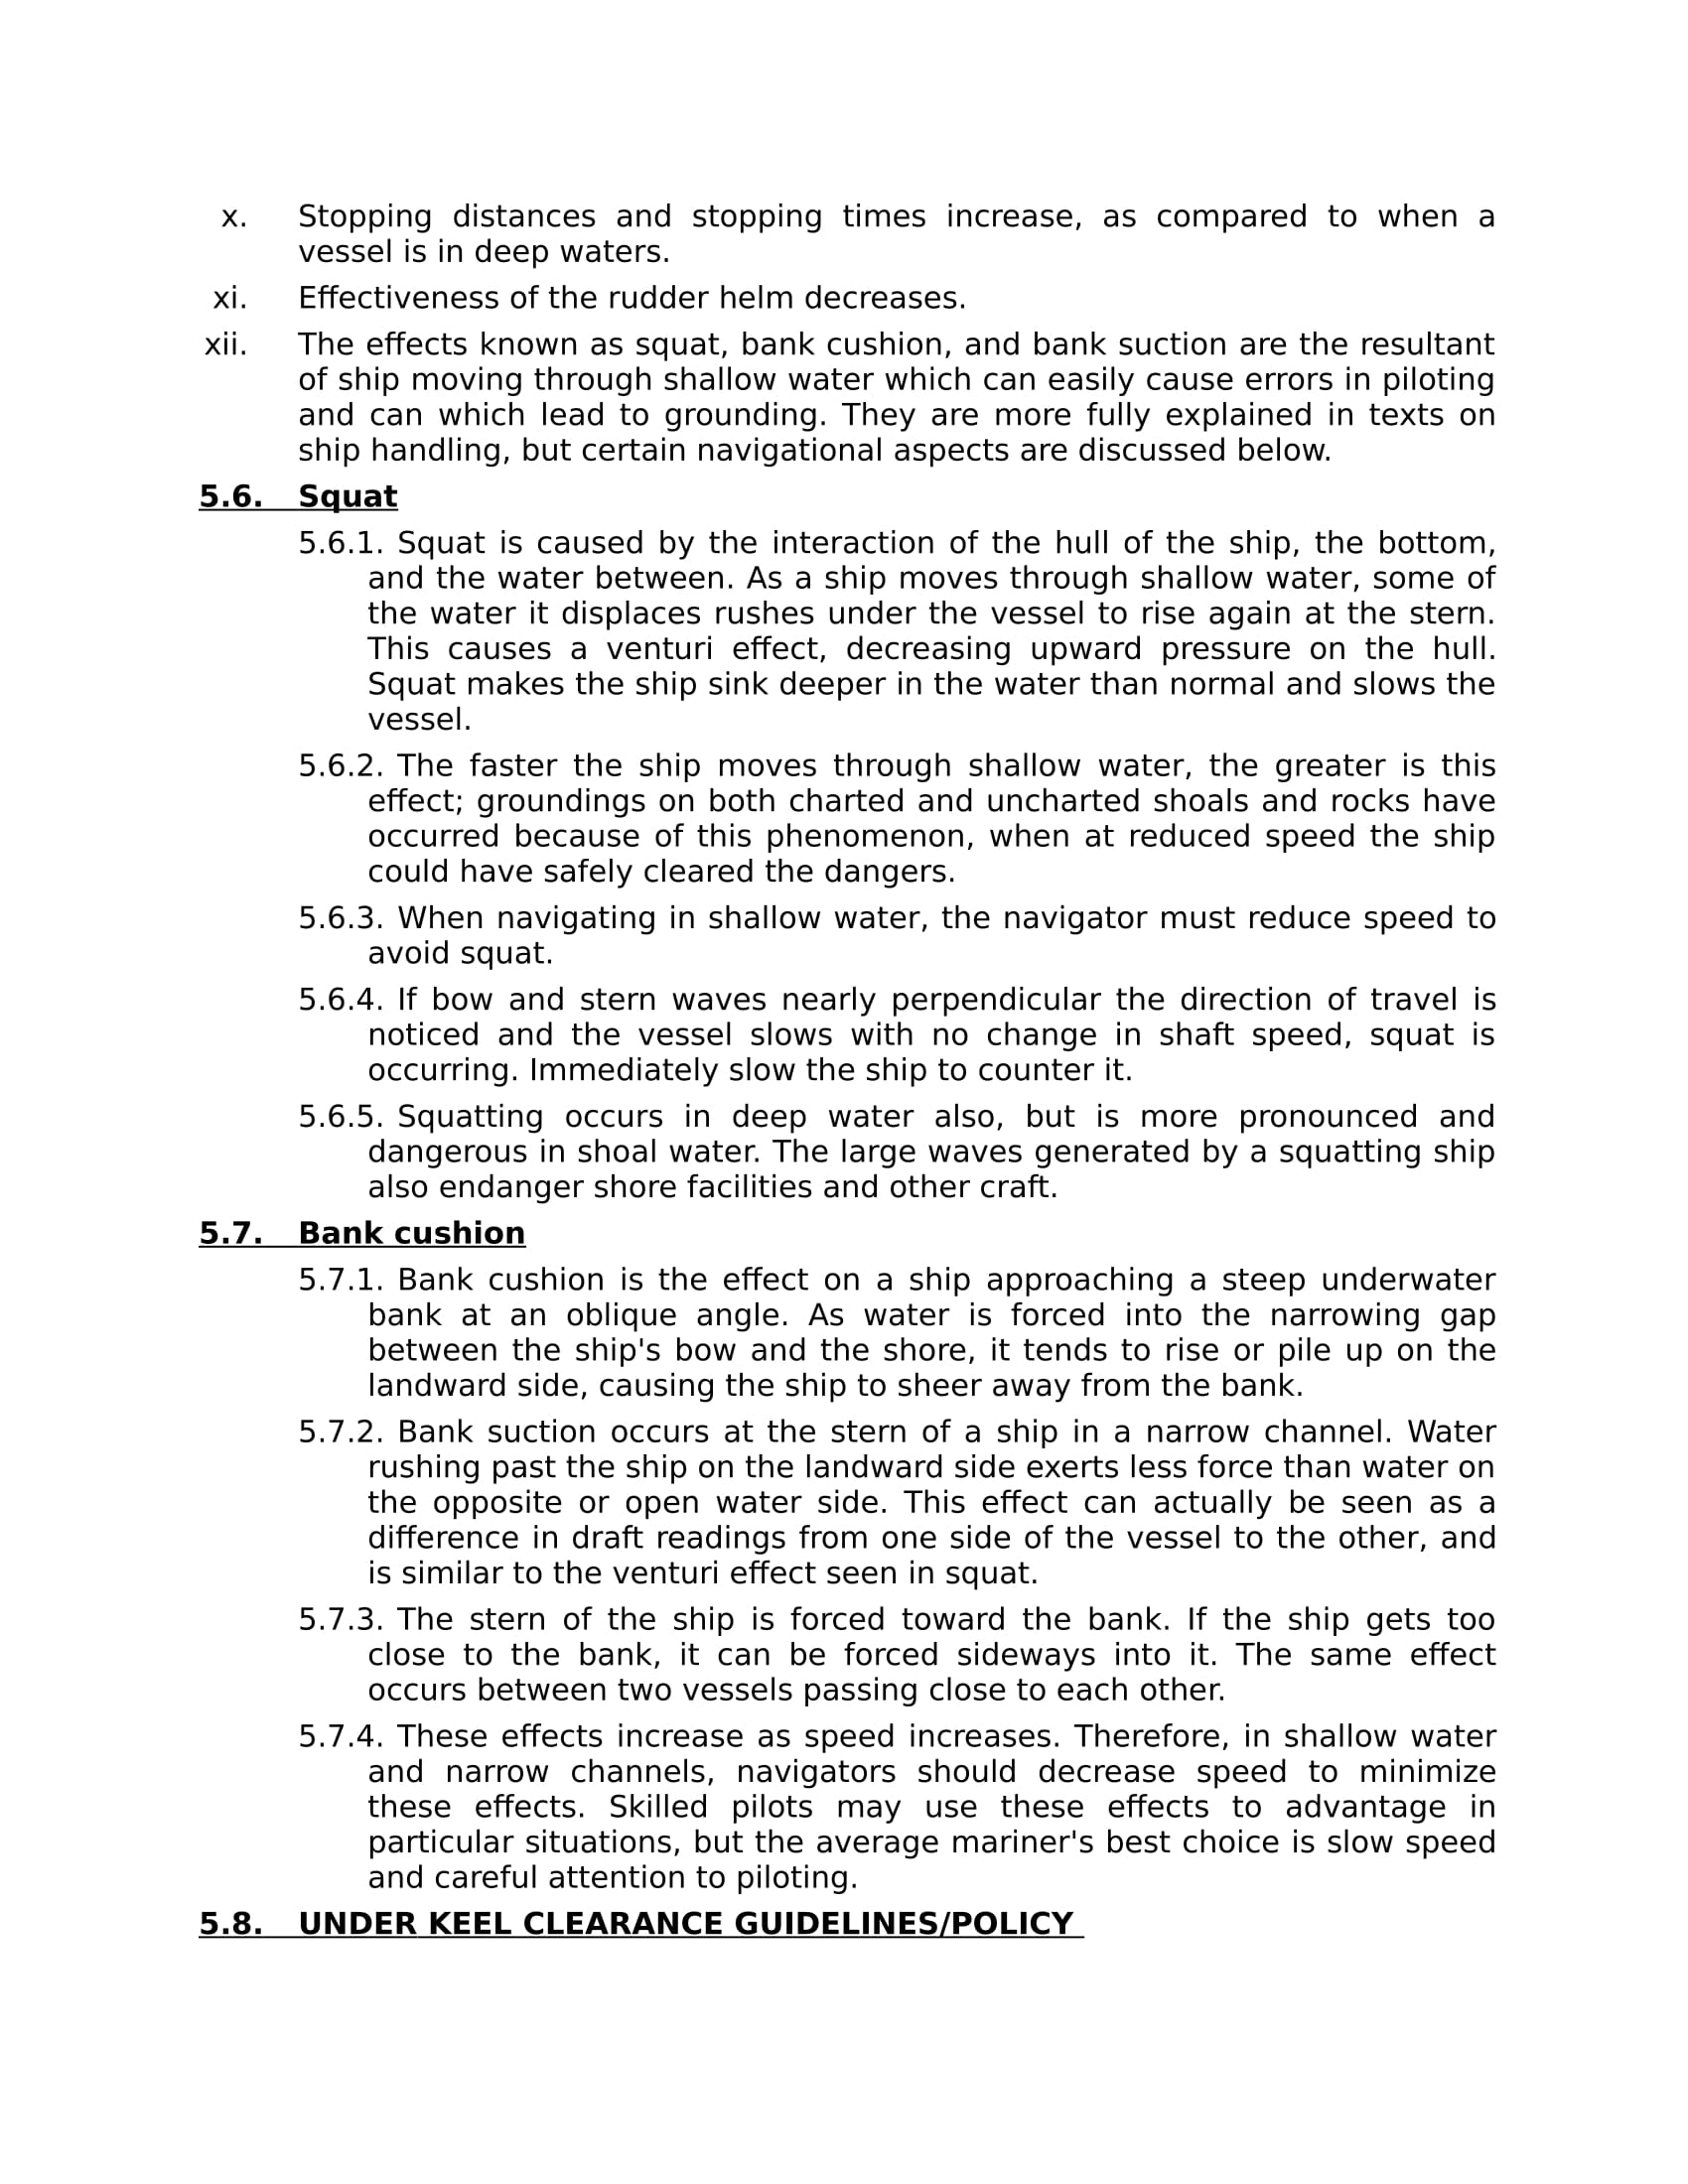 x. Stopping distances and stopping times increase, as compared to when a
vessel is in deep waters.
xi. Effectiveness of the rudder helm decreases.
xii. The effects known as squat, bank cushion, and bank suction are the resultant
of ship moving through shallow water which can easily cause errors in piloting
and can which lead to grounding. They are more fully explained in texts on
ship handling, but certain navigational aspects are discussed below.
5.6. Squat
5.6.1. Squat is caused by the interaction of the hull of the ship, the bottom,
and the water between. As a ship moves through shallow water, some of
the water it displaces rushes under the vessel to rise again at the stern.
This causes a venturi effect, decreasing upward pressure on the hull.
Squat makes the ship sink deeper in the water than normal and slows the
vessel.
5.6.2. The faster the ship moves through shallow water, the greater is this
effect; groundings on both charted and uncharted shoals and rocks have
occurred because of this phenomenon, when at reduced speed the ship
could have safely cleared the dangers.
5.6.3. When navigating in shallow water, the navigator must reduce speed to
avoid squat.
5.6.4. If bow and stern waves nearly perpendicular the direction of travel is
noticed and the vessel slows with no change in shaft speed, squat is
occurring. Immediately slow the ship to counter it.
5.6.5. Squatting occurs in deep water also, but is more pronounced and
dangerous in shoal water. The large waves generated by a squatting ship
also endanger shore facilities and other craft.
5.7. Bank cushion
5.7.1. Bank cushion is the effect on a ship approaching a steep underwater
bank at an oblique angle. As water is forced into the narrowing gap
between the ship's bow and the shore, it tends to rise or pile up on the
landward side, causing the ship to sheer away from the bank.
5.7.2. Bank suction occurs at the stern of a ship in a narrow channel. Water
rushing past the ship on the landward side exerts less force than water on
the opposite or open water side. This effect can actually be seen as a
difference in draft readings from one side of the vessel to the other, and
is similar to the venturi effect seen in squat.
5.7.3. The stern of the ship is forced toward the bank. If the ship gets too
close to the bank, it can be forced sideways into it. The same effect
occurs between two vessels passing close to each other.
5.7.4. These effects increase as speed increases. Therefore, in shallow water
and narrow channels, navigators should decrease speed to minimize
these effects. Skilled pilots may use these effects to advantage in
particular situations, but the average mariner's best choice is slow speed
and careful attention to piloting.
5.8. UNDER KEEL CLEARANCE GUIDELINES/POLICY